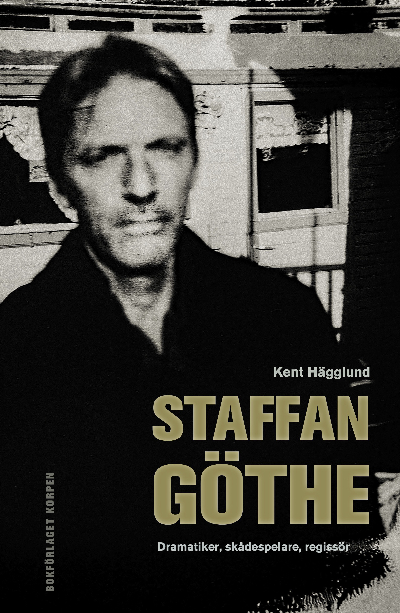 Kent Hägglund
STAFFAN
GÖTHE
Dramatiker, skådespelare, regissör
BOKFÖRLAGET KORPEN